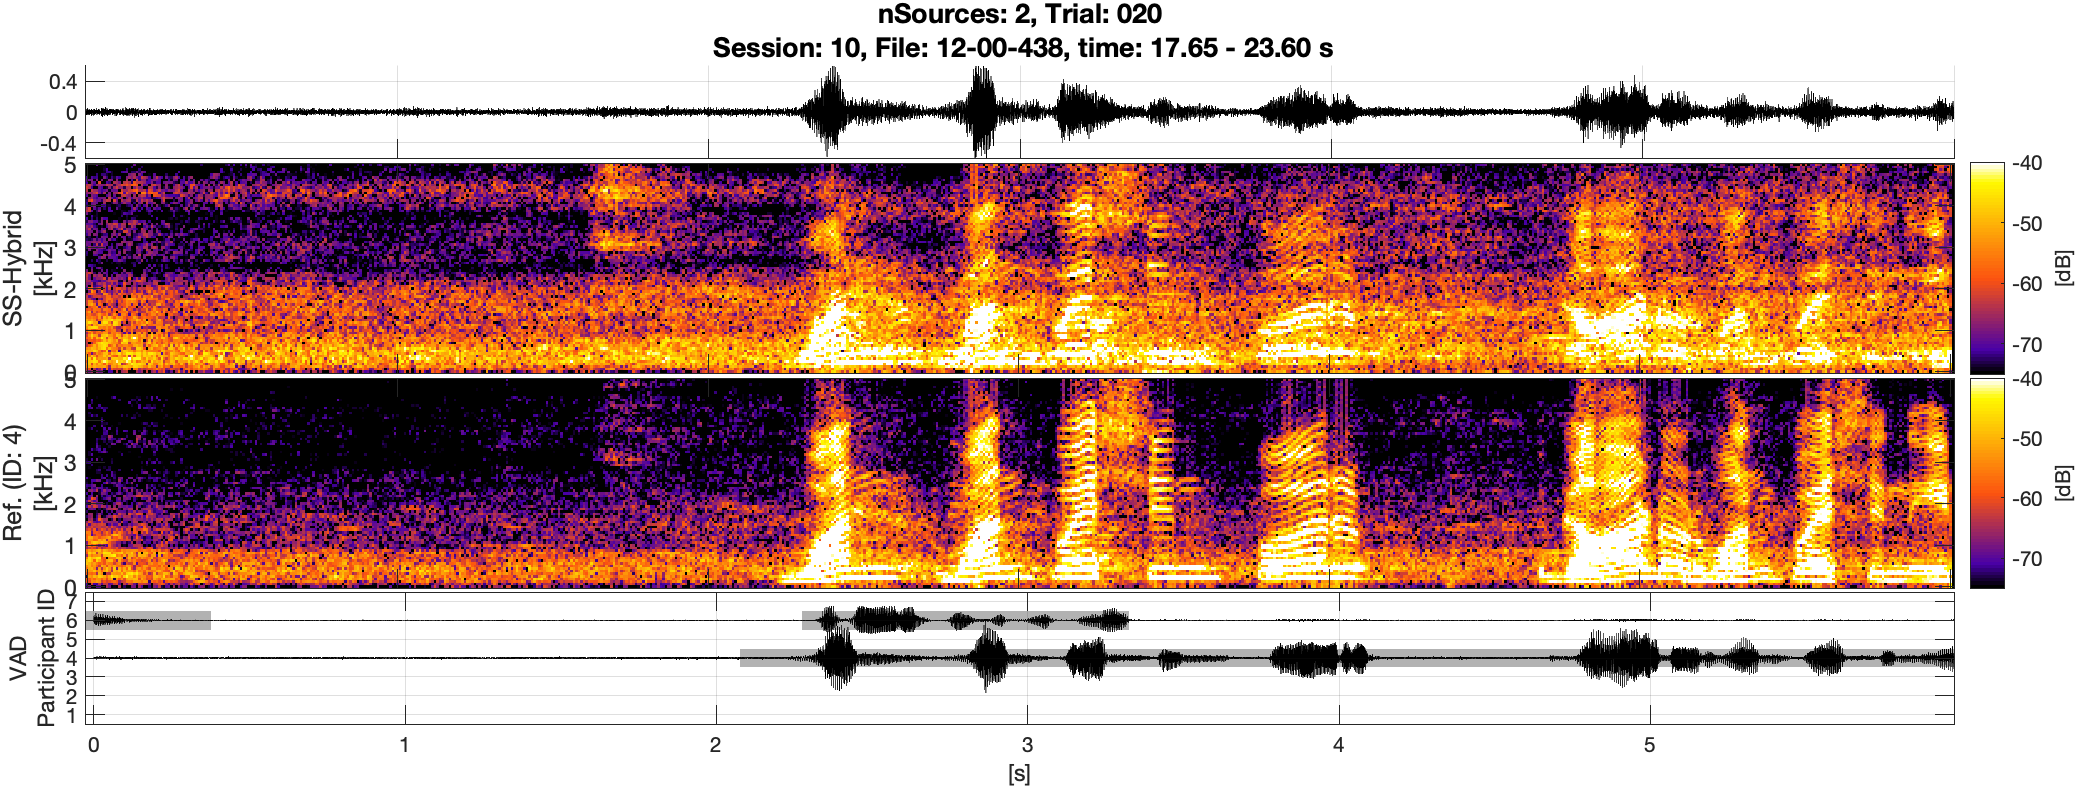 nSources: 2, Trial: 020
Session: 10, File: 12-00-438, time: 17.65 - 23.60 s
0.4
0
-0.4
SS-Hybrid
[kHz]
5
4
3
2
1
0
-40
-50
-60
-70
[dB]
Ref. (ID: 4)
[kHz]
5
4
3
2
1
0
-40
-50
-60
-70
[dB]
VAD
Participant ID
7
6
5
4
3
2
1
0 1 2 3 4 5
[s]